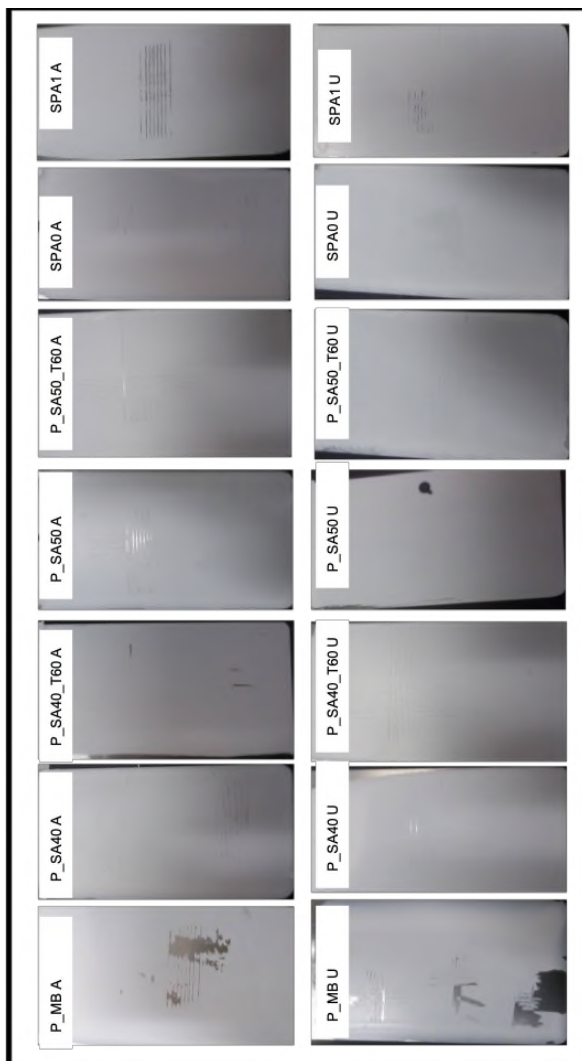 P_MB A
P_SA40 A
P_SA40_T60 A
P_SA50 A
P_SA50_T60 A
SPA0 A
SPA1 A
P_MB U
P_SA40 U
P_SA40_T60 U
P_SA50 U
P_SA50_T60 U
SPA0 U
SPA1 U